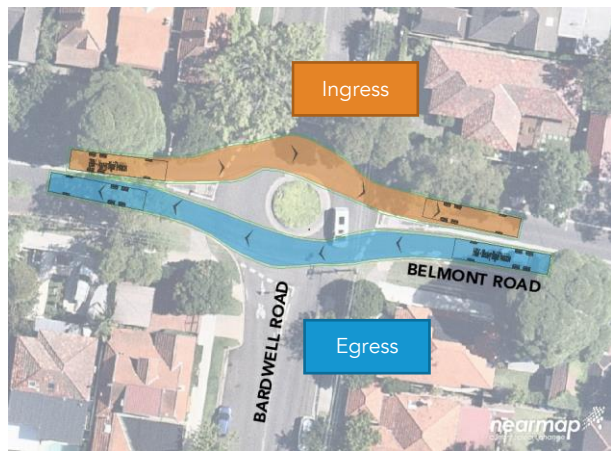 Ingress
BELMONT ROAD
BARDWELL ROAD
Egress
nearmap